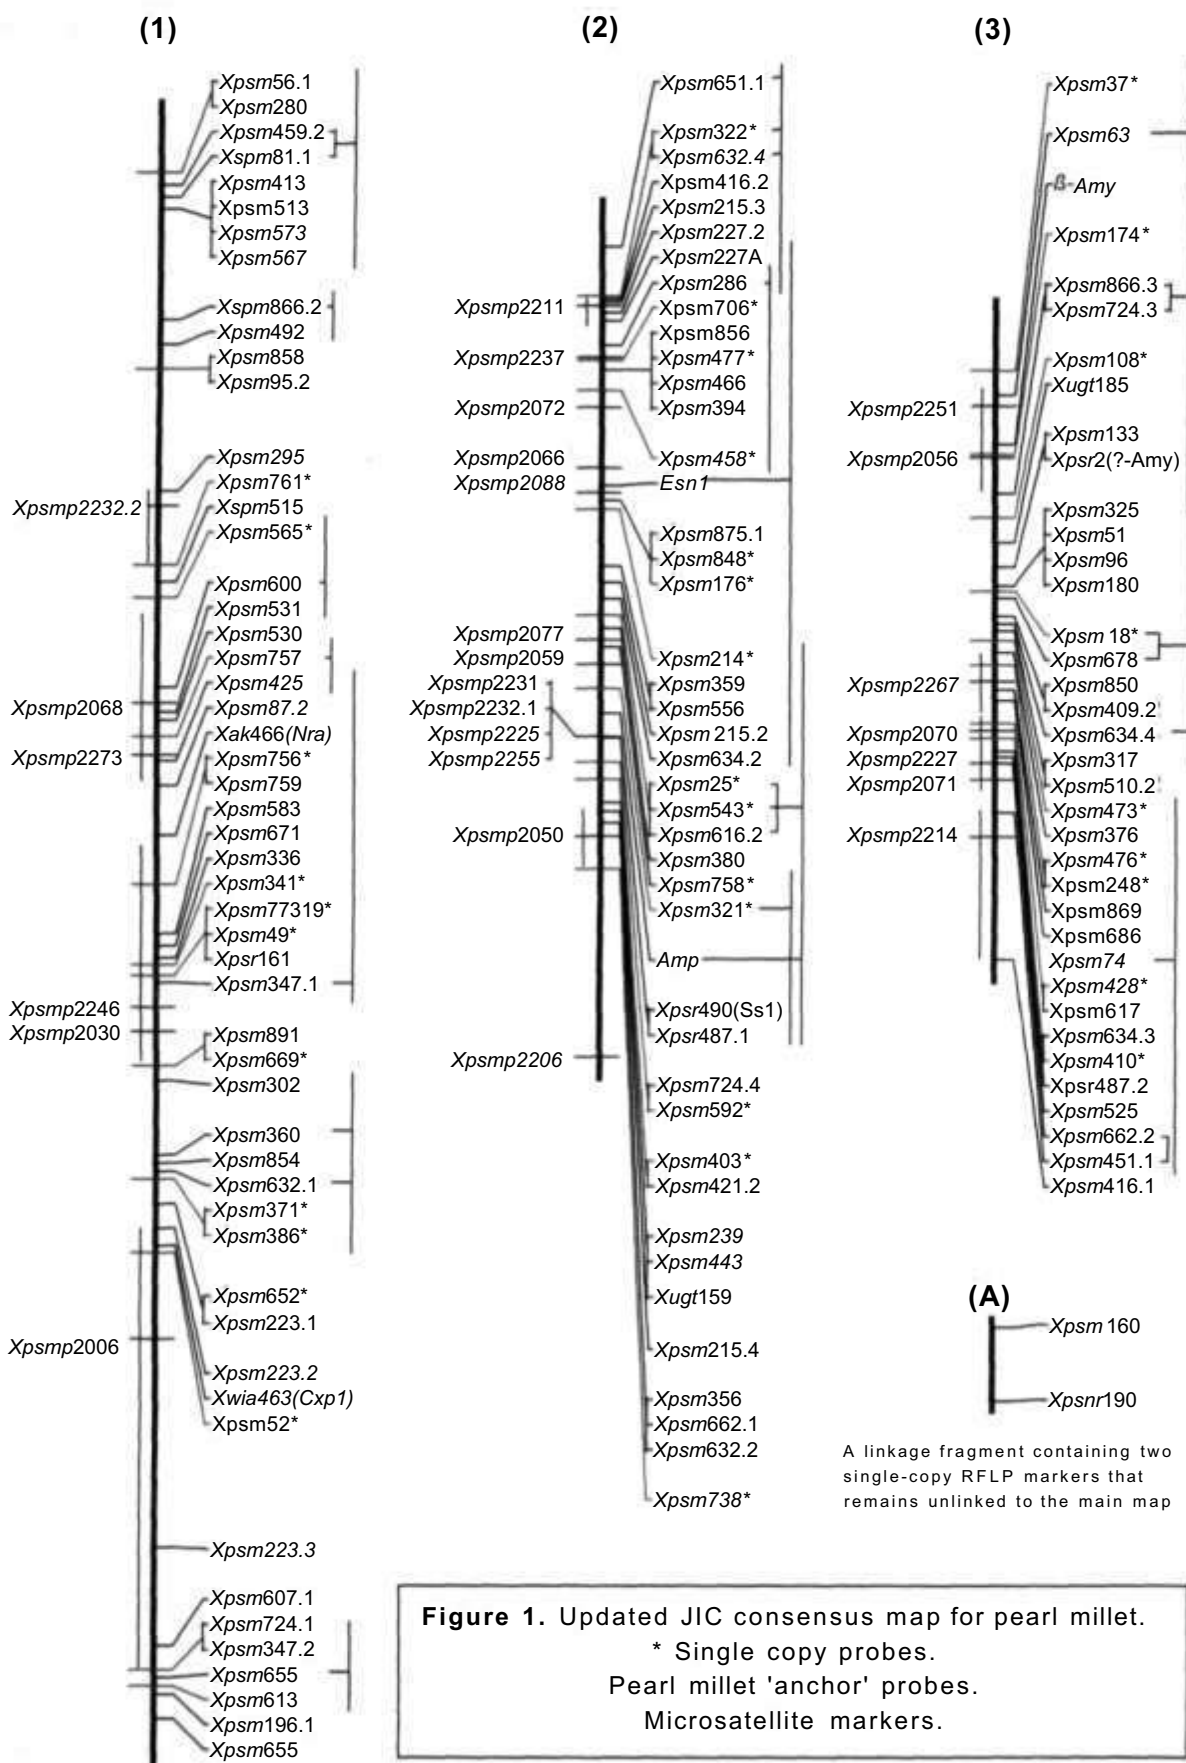 (1)
Xpsm56.1
Xpsm280
Xpsm459.2
Xspm81.1
Xpsm413
Xpsm513
Xpsm573
Xpsm567
Xspm866.2
Xpsm492
Xpsm858
Xpsm95.2
Xpsm295
Xpsm761*
Xpsmp2232.2
Xspm515
Xpsm565*
Xpsm600
Xpsm531
Xpsm530
Xpsm757
Xpsm425
Xpsmp2068
Xpsm87.2
Xak466(Nra)
Xpsmp2273
Xpsm756*
Xpsm759
Xpsm583
Xpsm671
Xpsm336
Xpsm341*
Xpsm77319*
Xpsm49*
Xpsr161
Xpsm347.1
Xpsmp2246
Xpsmp2030
Xpsm891
Xpsm669*
Xpsm302
Xpsm360
Xpsm854
Xpsm632.1
Xpsm371*
Xpsm386*
Xpsm652*
Xpsm223.1
Xpsmp2006
Xpsm223.2
Xwia463(Cxp1)
Xpsm52*
Xpsm223.3
Xpsm607.1
Xpsm724.1
Xpsm347.2
Xpsm655
Xpsm613
Xpsm196.1
Xpsm655
(2)
Xpsm651.1
Xpsm322*
Xpsm632.4
Xpsm416.2
Xpsm215.3
Xpsm227.2
Xpsm227A
Xpsm286
Xpsmp2211
Xpsm706*
Xpsm856
Xpsmp2237
Xpsm477*
Xpsm466
Xpsmp2072
Xpsm394
Xpsmp2066
Xpsm458*
Xpsmp2088
Esn1
Xpsm875.1
Xpsm848*
Xpsm176*
Xpsmp2077
Xpsmp2059
Xpsm214*
Xpsmp2231
Xpsm359
Xpsmp2232.1
Xpsm556
Xpsmp2225
Xpsm 215.2
Xpsmp2255
Xpsm634.2
Xpsm25*
Xpsm543*
Xpsmp2050
Xpsm616.2
Xpsm380
Xpsm758*
Xpsm321*
Amp
Xpsr490(Ss1)
Xpsr487.1
Xpsmp2206
Xpsm724.4
Xpsm592*
Xpsm403*
Xpsm421.2
Xpsm239
Xpsm443
Xugt159
Xpsm215.4
Xpsm356
Xpsm662.1
Xpsm632.2
Xpsm738*
(3)
Xpsm37*
Xpsm63
ß-Amy
Xpsm174*
Xpsm866.3
Xpsm724.3
Xpsm108*
Xugt185
Xpsmp2251
Xpsm133
Xpsmp2056
Xpsr2(?-Amy)
Xpsm325
Xpsm51
Xpsm96
Xpsm180
Xpsm 18*
Xpsm678
Xpsmp2267
Xpsm850
Xpsm409.2
Xpsmp2070
Xpsm634.4
Xpsmp2227
Xpsm317
Xpsmp2071
Xpsm510.2
Xpsm473*
Xpsmp2214
Xpsm376
Xpsm476*
Xpsm248*
Xpsm869
Xpsm686
Xpsm74
Xpsm428*
Xpsm617
Xpsm634.3
Xpsm410*
Xpsr487.2
Xpsm525
Xpsm662.2
Xpsm451.1
Xpsm416.1
(A)
Xpsm 160
Xpsnr190
A linkage fragment containing two
single-copy RFLP markers that
remains unlinked to the main map
Figure 1. Updated JIC consensus map for pearl millet.
* Single copy probes.
Pearl millet 'anchor' probes.
Microsatellite markers.